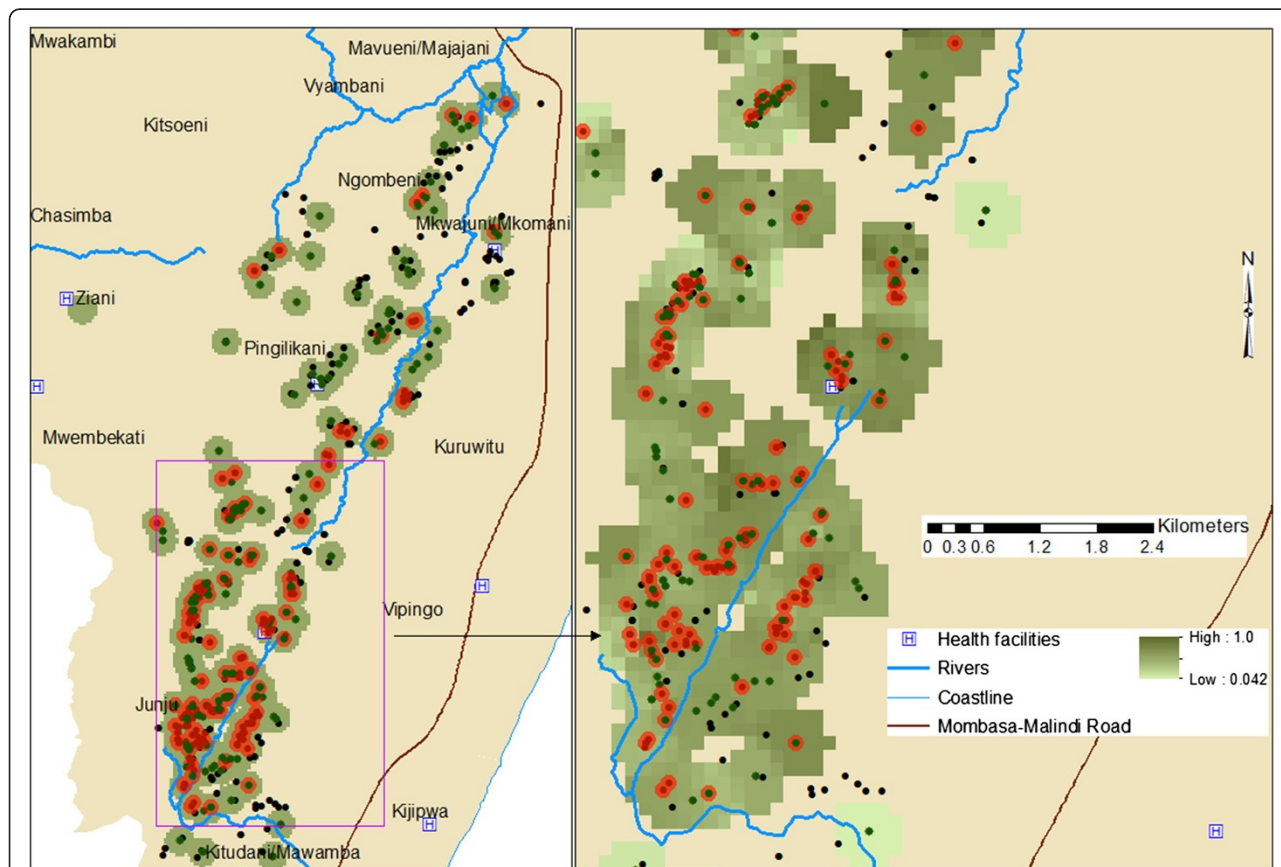 Mwakambi
Mavueni/Majajani
Vyambani
Kitsoeni
Ngombeni
Chasimba
Mkwajuni/Mkomani
H
H Ziani
Pingilikani
H
H
Mwembekati
Kuruwitu
H
Vipingo
H
Junju
Kijipwa
H
Kitudani/Mawamba
N
H
Kilometers
0 0.3 0.6 1.2 1.8 2.4
H Health facilities
Rivers
Coastline
Mombasa-Malindi Road
High : 1.0
Low : 0.042
H